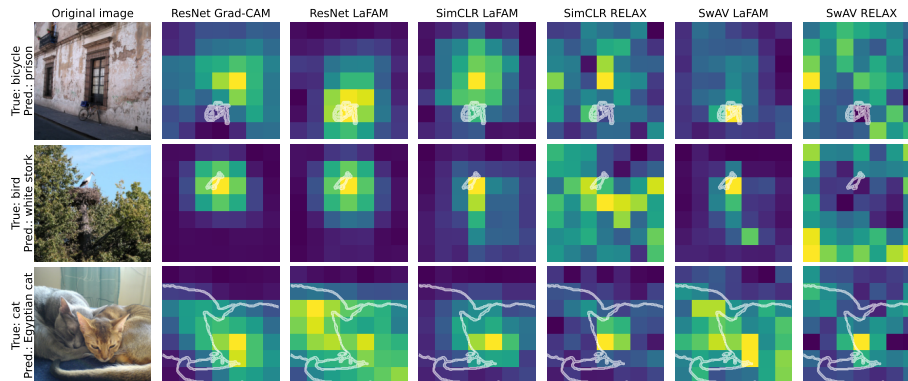 Original image
ResNet Grad-CAM
ResNet LaFAM
SimCLR LaFAM
SimCLR RELAX
SwAV LaFAM
SwAV RELAX
True: bicycle
Pred.: prison
True: bird
Pred.: white stork
True: cat
Pred.: Egyptian cat